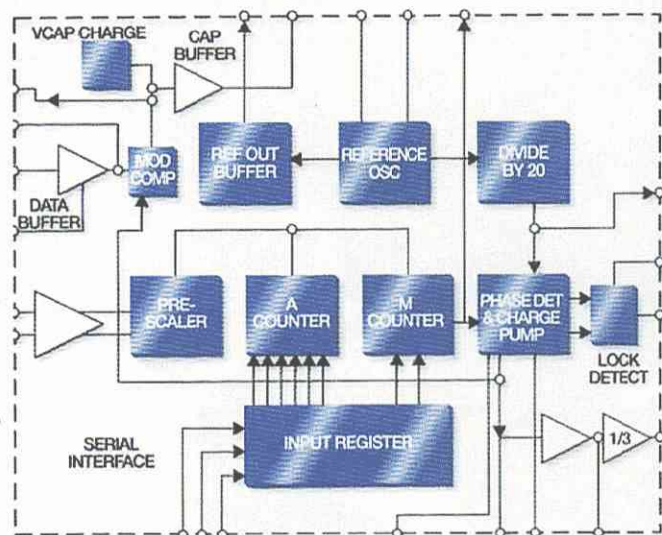 VCAP CHARGE
CAP
BUFFER
MOD
COMP
REF OUT
BUFFER
REFERENCE
OSC
DIVIDE
BY 20
DATA
BUFFER
PRE-
SCALER
A
COUNTER
M
COUNTER
PHASE DET
& CHARGE
PUMP
LOCK
DETECT
SERIAL
INTERFACE
INPUT REGISTER
1/3